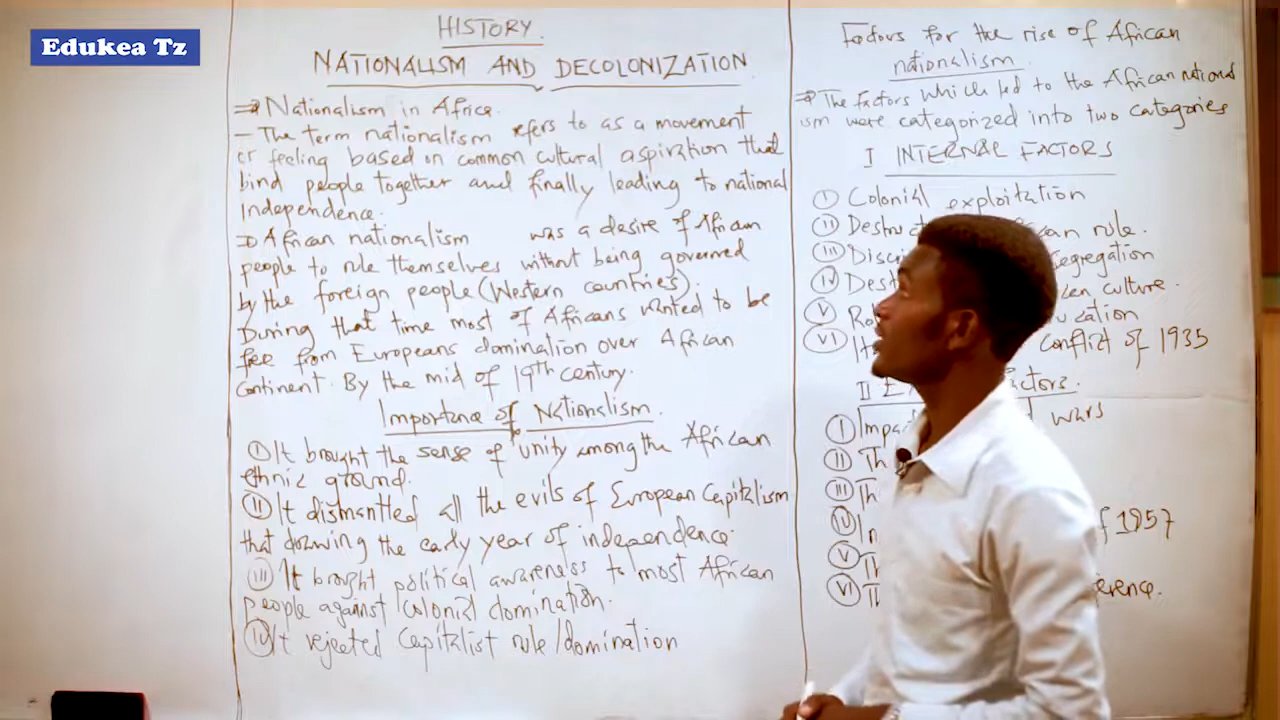 Edukea Tz
HISTORY.
NATIONALISM AND DECOLONIZATION
⇒ Nationalism in Africa.
- The term nationalism refers to as a movement
or feeling based on common cultural aspiration that
bind people together and finally leading to national
Independence.
⇒ African nationalism was a desire of African
people to rule themselves without being governed
by the foreign people (Western countries).
During that time most of Africans wanted to be
free from Europeans domination over African
Continent. By the mid of 19th century.
Importance of Nationalism.
(I) It brought the sense of unity among the African
ethnic ground.
(II) It dismantled all the evils of European Capitalism
that during the early year of independence.
(III) It brought political awareness to most African
people against colonial domination.
(IV) It rejected Capitalist rule/domination
Factors for the rise of African
nationalism
⇒ The factors which led to the African national
ism were categorized into two categories
I INTERNAL FACTORS
(I) Colonial exploitation
(II) rule.
(III)
(IV) culture.
(V)
(VI) conflict of 1935
II
(I) wars
(II)
(III)
(IV) 1957
(V)
(VI)